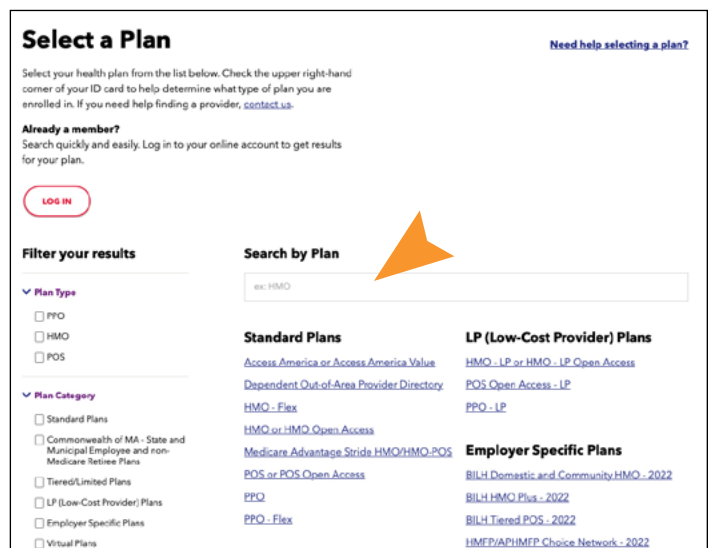 Select a Plan
Need help selecting a plan?
Select your health plan from the list below. Check the upper right-hand
corner of your ID card to help determine what type of plan you are
enrolled in. If you need help finding a provider, contact us.
Already a member?
Search quickly and easily. Log in to your online account to get results
for your plan.
LOG IN
Filter your results
Plan Type
PPO
HMO
POS
Plan Category
Standard Plans
Commonwealth of MA - State and
Municipal Employee and non-
Medicare Retiree Plans
Tiered/Limited Plans
LP (Low-Cost Provider) Plans
Employer Specific Plans
Virtual Plans
Search by Plan
ex: HMO
Standard Plans
Access America or Access America Value
Dependent Out-of-Area Provider Directory
HMO - Flex
HMO or HMO Open Access
Medicare Advantage Stride HMO/HMO-POS
POS or POS Open Access
PPO
PPO - Flex
LP (Low-Cost Provider) Plans
HMO - LP or HMO - LP Open Access
POS Open Access - LP
PPO - LP
Employer Specific Plans
BILH Domestic and Community HMO - 2022
BILH HMO Plus - 2022
BILH Tiered POS - 2022
HMFP/APHMFP Choice Network - 2022